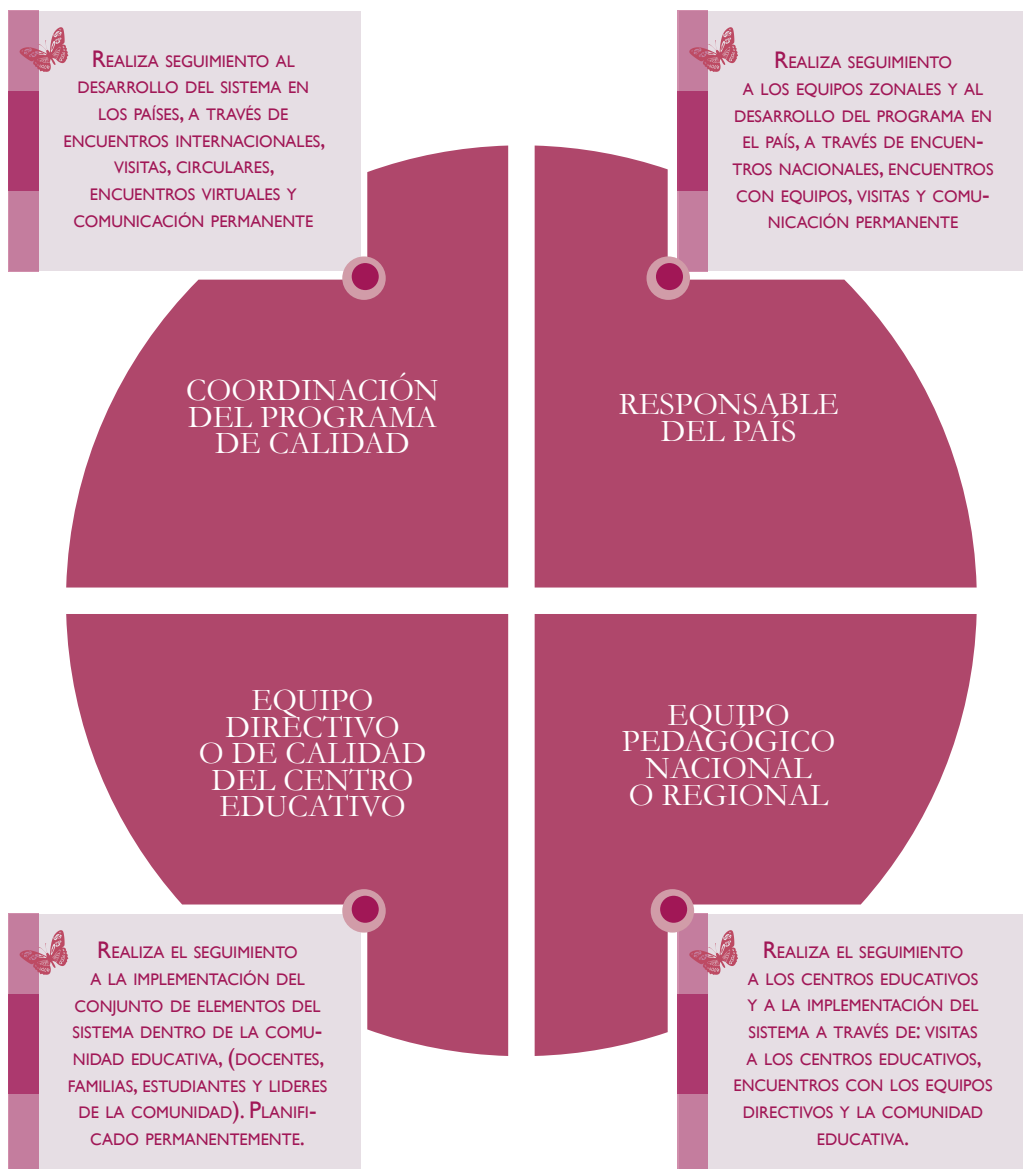 Realiza seguimiento al
desarrollo del sistema en
los países, a través de
encuentros internacionales,
visitas, circulares,
encuentros virtuales y
comunicación permanente
Realiza seguimiento
a los equipos zonales y al
desarrollo del programa en
el país, a través de encuen-
tros nacionales, encuentros
con equipos, visitas y comu-
nicación permanente
COORDINACIÓN
DEL PROGRAMA
DE CALIDAD
RESPONSABLE
DEL PAÍS
EQUIPO
DIRECTIVO
O DE CALIDAD
DEL CENTRO
EDUCATIVO
EQUIPO
PEDAGÓGICO
NACIONAL
O REGIONAL
Realiza el seguimiento
a la implementación del
conjunto de elementos del
sistema dentro de la comu-
nidad educativa, (docentes,
familias, estudiantes y lideres
de la comunidad). Planifi-
cado permanentemente.
Realiza el seguimiento
a los centros educativos
y a la implementación del
sistema a través de: visitas
a los centros educativos,
encuentros con los equipos
directivos y la comunidad
educativa.